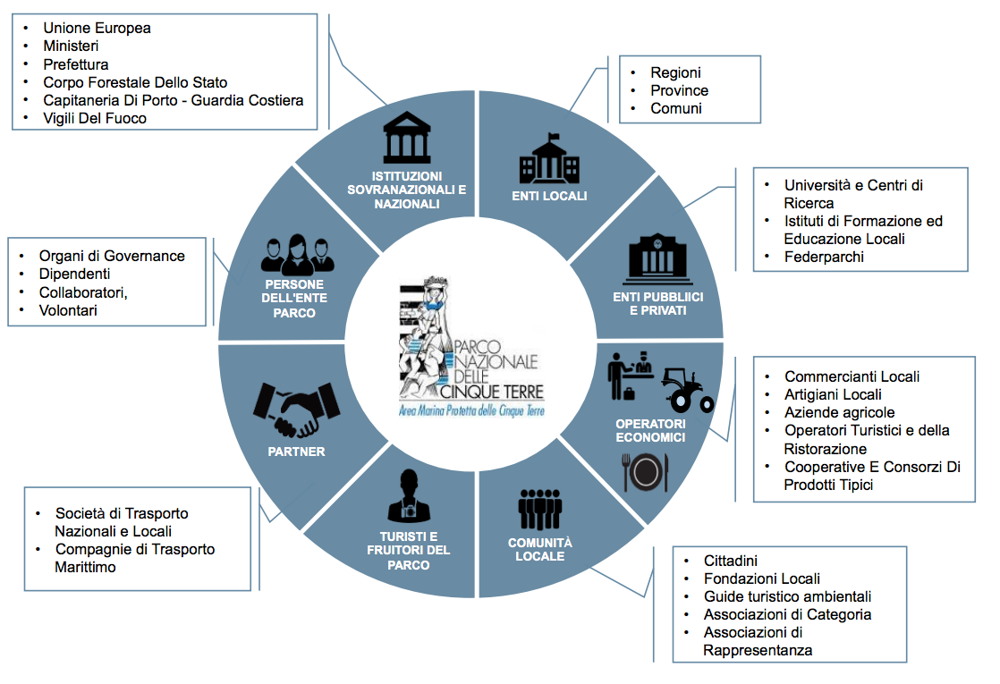 • Unione Europea
• Ministeri
• Prefettura
• Corpo Forestale Dello Stato
• Capitaneria Di Porto - Guardia Costiera
• Vigili Del Fuoco
• Regioni
• Province
• Comuni
ISTITUZIONI
SOVRANAZIONALI E
NAZIONALI
ENTI LOCALI
• Università e Centri di
Ricerca
• Istituti di Formazione ed
Educazione Locali
• Federparchi
• Organi di Governance
• Dipendenti
• Collaboratori,
• Volontari
PERSONE
DELL'ENTE
PARCO
ENTI PUBBLIICI
E PRIVATI
PARCO
NAZIONALE
DELLE
CINQUE TERRE
Area Marina Protetta delle Cinque Terre
• Commercianti Locali
• Artigiani Locali
• Aziende agricole
• Operatori Turistici e della
Ristorazione
• Cooperative E Consorzi Di
Prodotti Tipici
OPERATORI
ECONOMICI
PARTNER
• Società di Trasporto
Nazionali e Locali
• Compagnie di Trasporto
Marittimo
TURISTI E
FRUITORI DEL
PARCO
COMUNITÀ
LOCALE
• Cittadini
• Fondazioni Locali
• Guide turistico ambientali
• Associazioni di Categoria
• Associazioni di
Rappresentanza